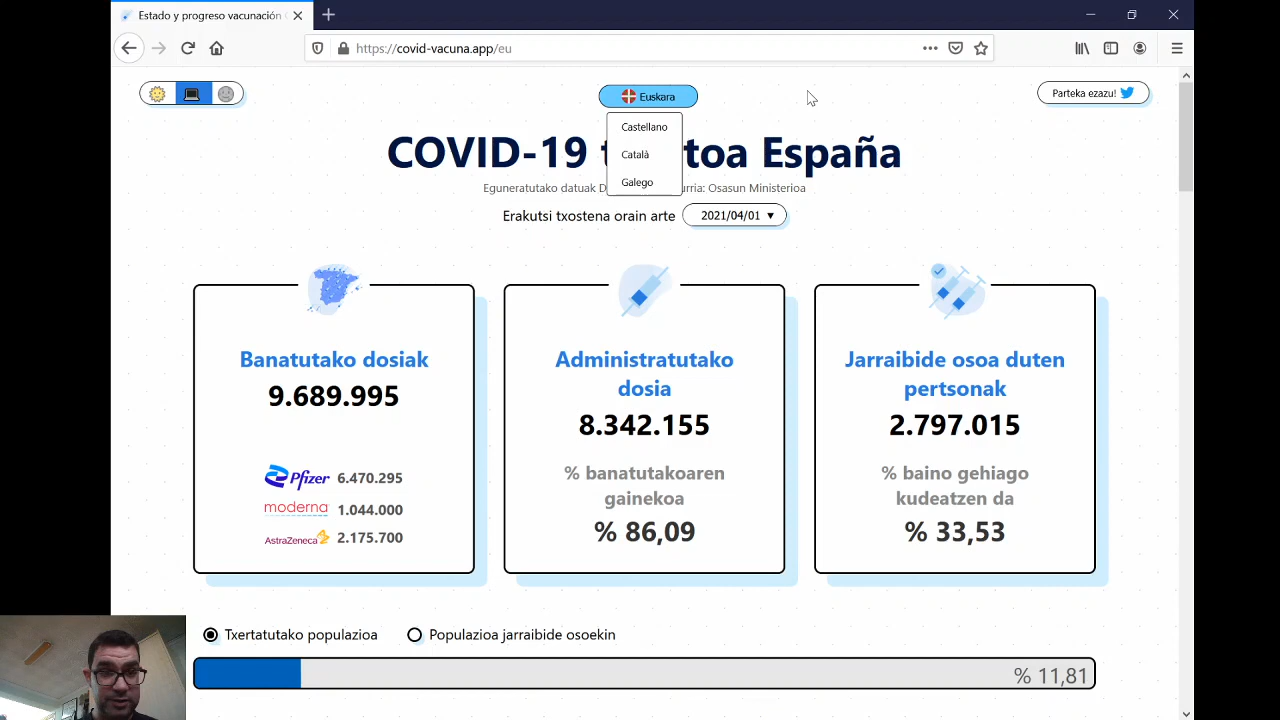 Estado y progreso vacunación
https://covid-vacuna.app/eu
Euskara
Parteka ezazu!
Castellano
Català
Galego
COVID-19 t toa España
Eguneratutako datuak D urria: Osasun Ministerioa
Erakutsi txostena orain arte 2021/04/01 ▼
Banatutako dosiak
9.689.995
Pfizer 6.470.295
moderna 1.044.000
AstraZeneca 2.175.700
Administratutako
dosia
8.342.155
% banatutakoaren
gainekoa
% 86,09
Jarraibide osoa duten
pertsonak
2.797.015
% baino gehiago
kudeatzen da
% 33,53
Txertatutako populazioa
Populazioa jarraibide osoekin
% 11,81